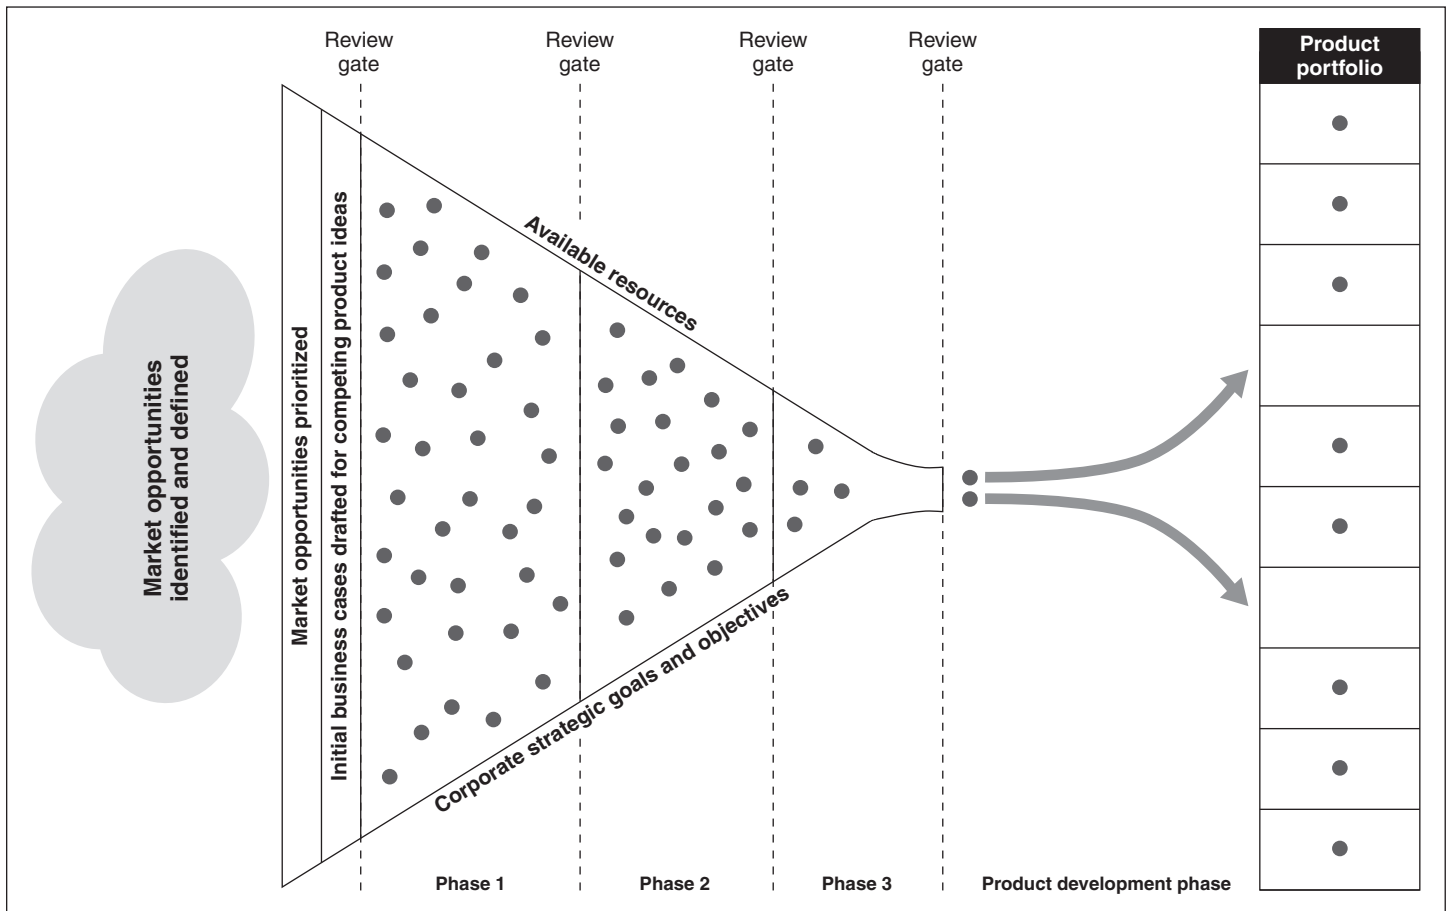 Review
gate
Review
gate
Review
gate
Review
gate
Product
portfolio
Market opportunities
identified and defined
Market opportunities prioritized
Initial business cases drafted for competing product ideas
Available resources
Corporate strategic goals and objectives
Phase 1
Phase 2
Phase 3
Product development phase